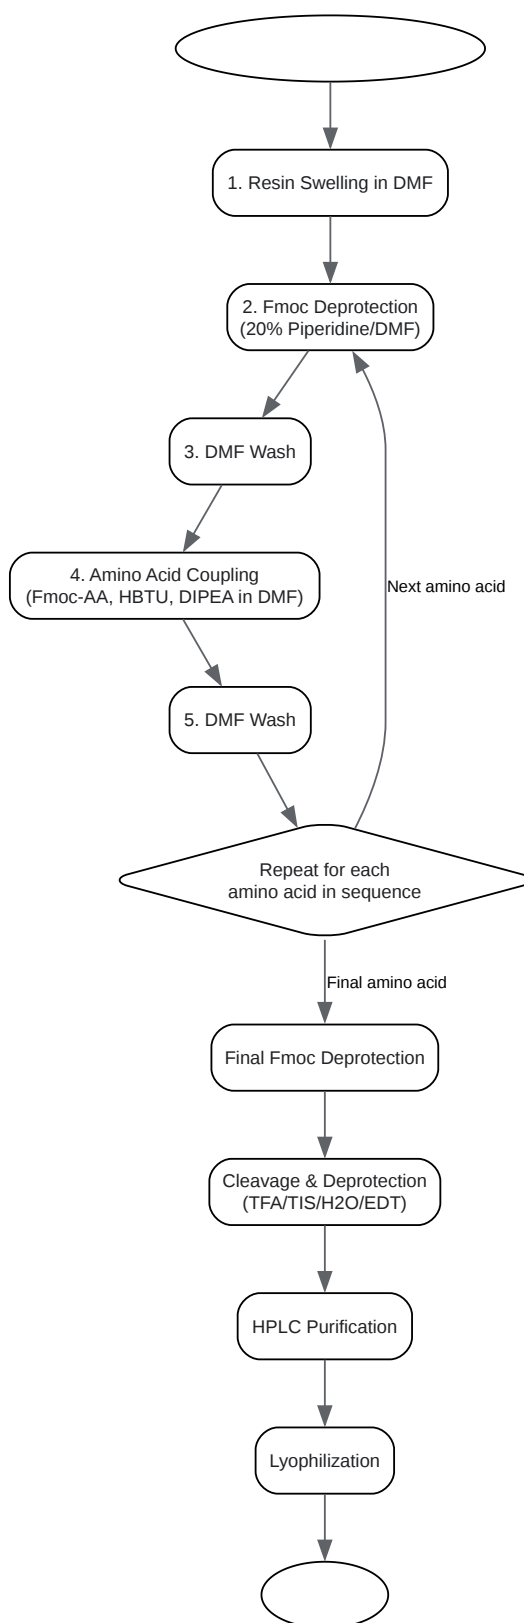 1. Resin Swelling in DMF
2. Fmoc Deprotection
(20% Piperidine/DMF)
3. DMF Wash
4. Amino Acid Coupling
(Fmoc-AA, HBTU, DIPEA in DMF)
Next amino acid
5. DMF Wash
Repeat for each
amino acid in sequence
Final amino acid
Final Fmoc Deprotection
Cleavage & Deprotection
(TFA/TIS/H2O/EDT)
HPLC Purification
Lyophilization